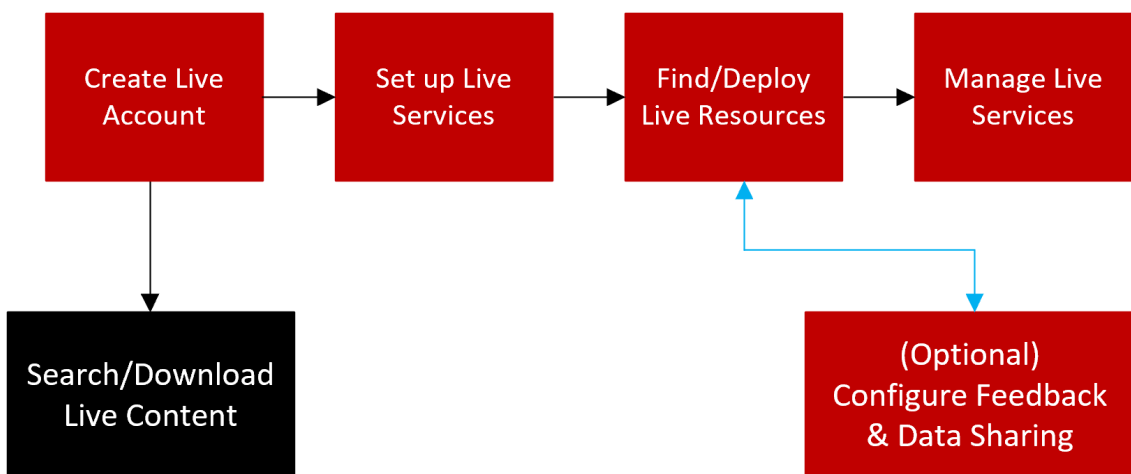 Create Live
Account
Set up Live
Services
Find/Deploy
Live Resources
Manage Live
Services
Search/Download
Live Content
(Optional)
Configure Feedback
& Data Sharing